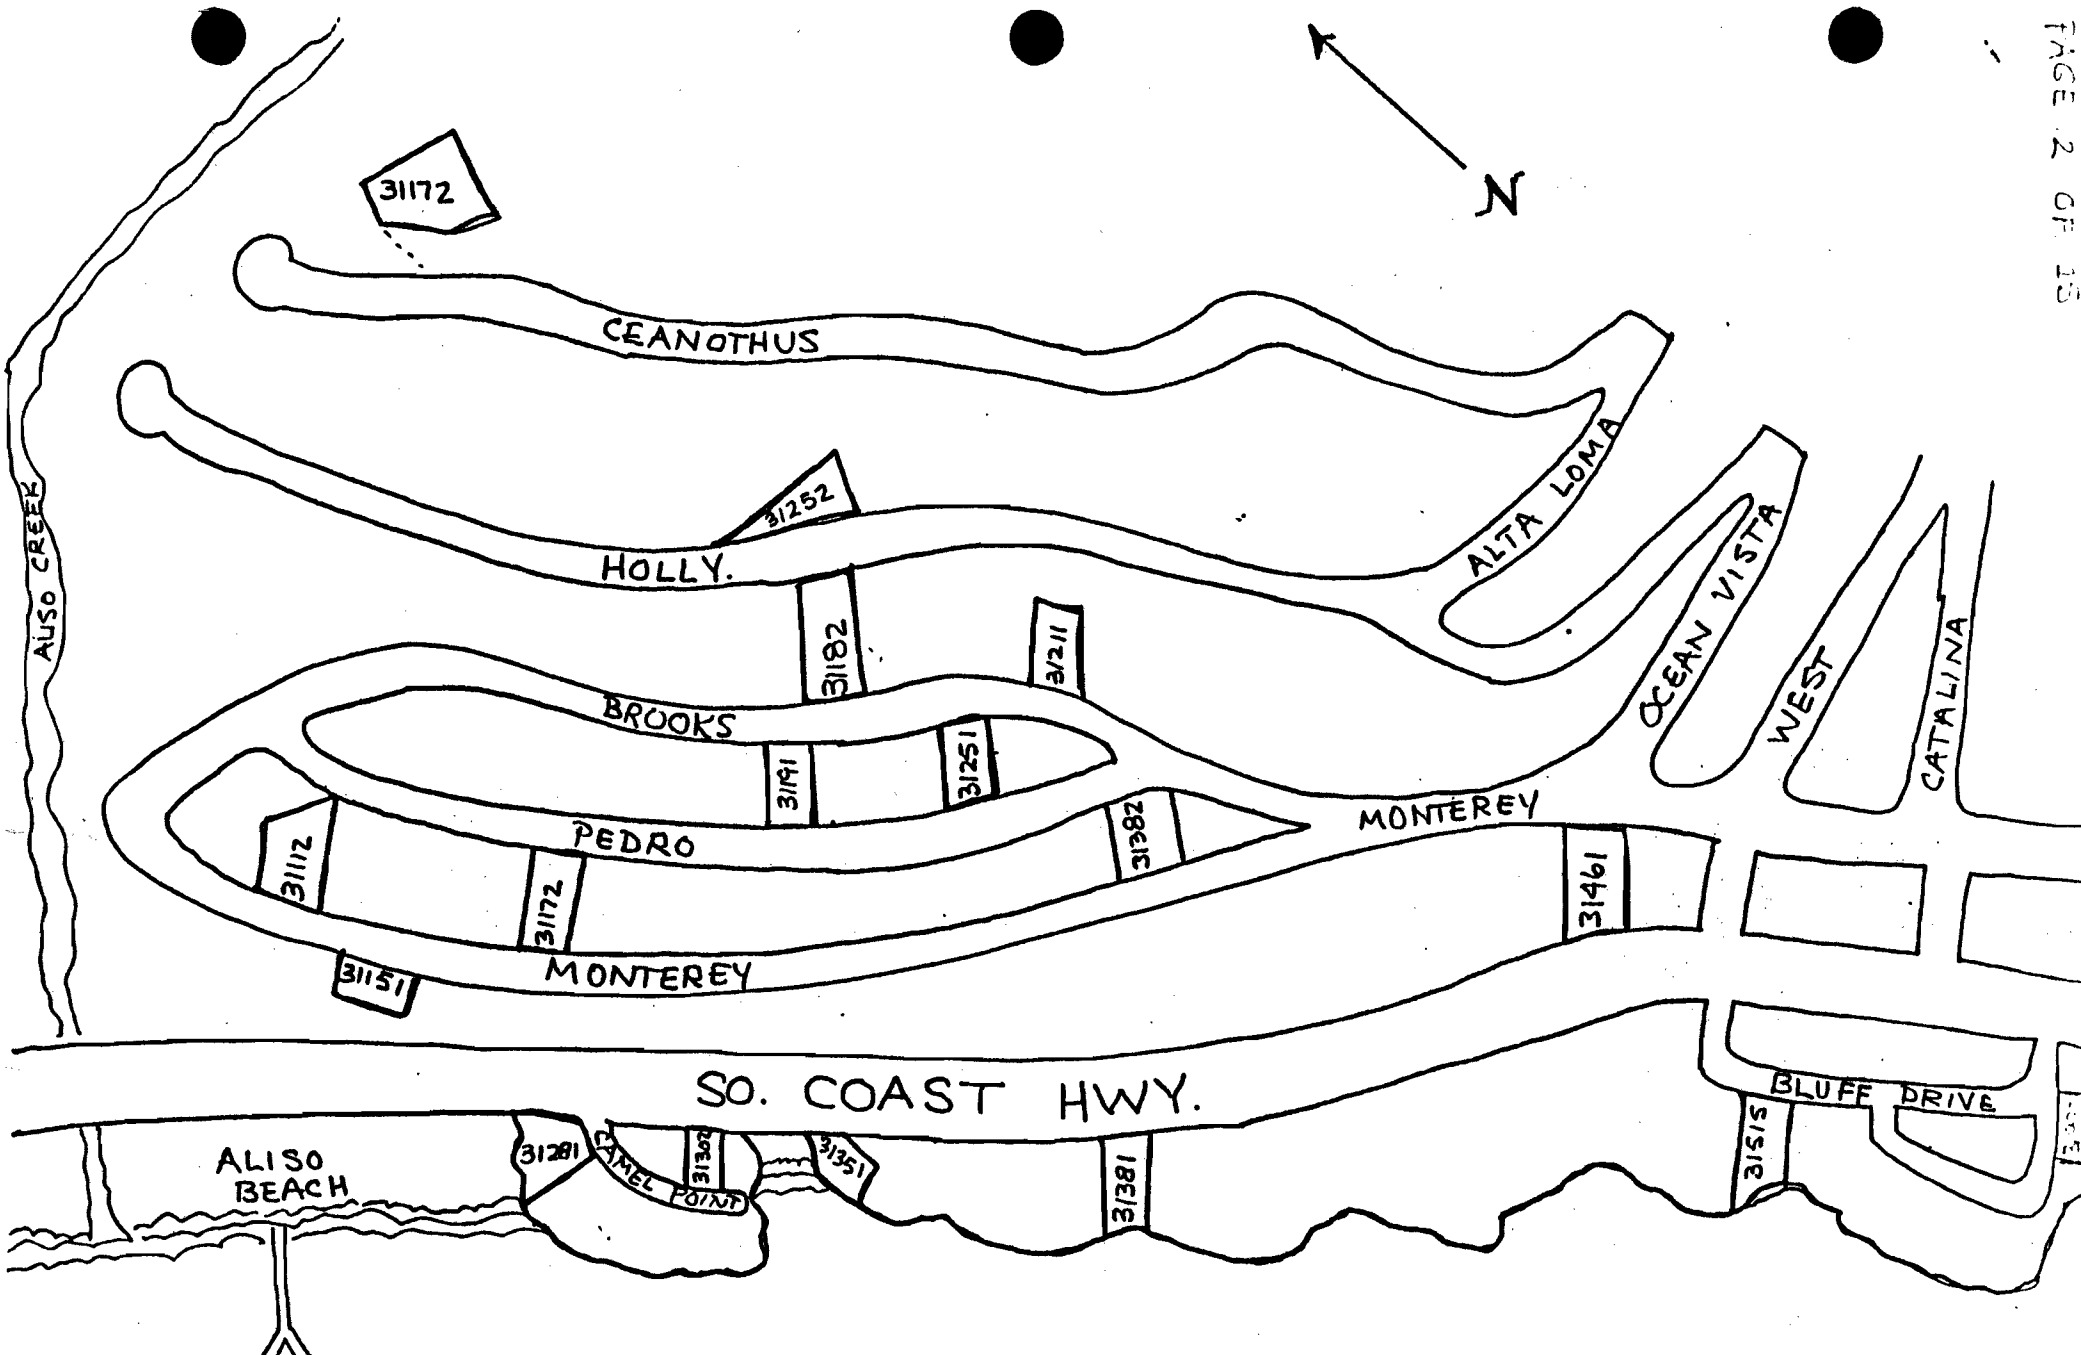 PAGE 2 OF 15
N
31172
CEANOTHUS
ALTA LOMA
31252
HOLLY.
ALISO CREEK
31182
31211
OCEAN VISTA
WEST
CATALINA
BROOKS
31191
31251
MONTEREY
PEDRO
31382
31112
31172
31461
MONTEREY
31151
SO. COAST HWY.
BLUFF DRIVE
ALISO
BEACH
31281
CAMEL POINT
31302
31351
31381
31515